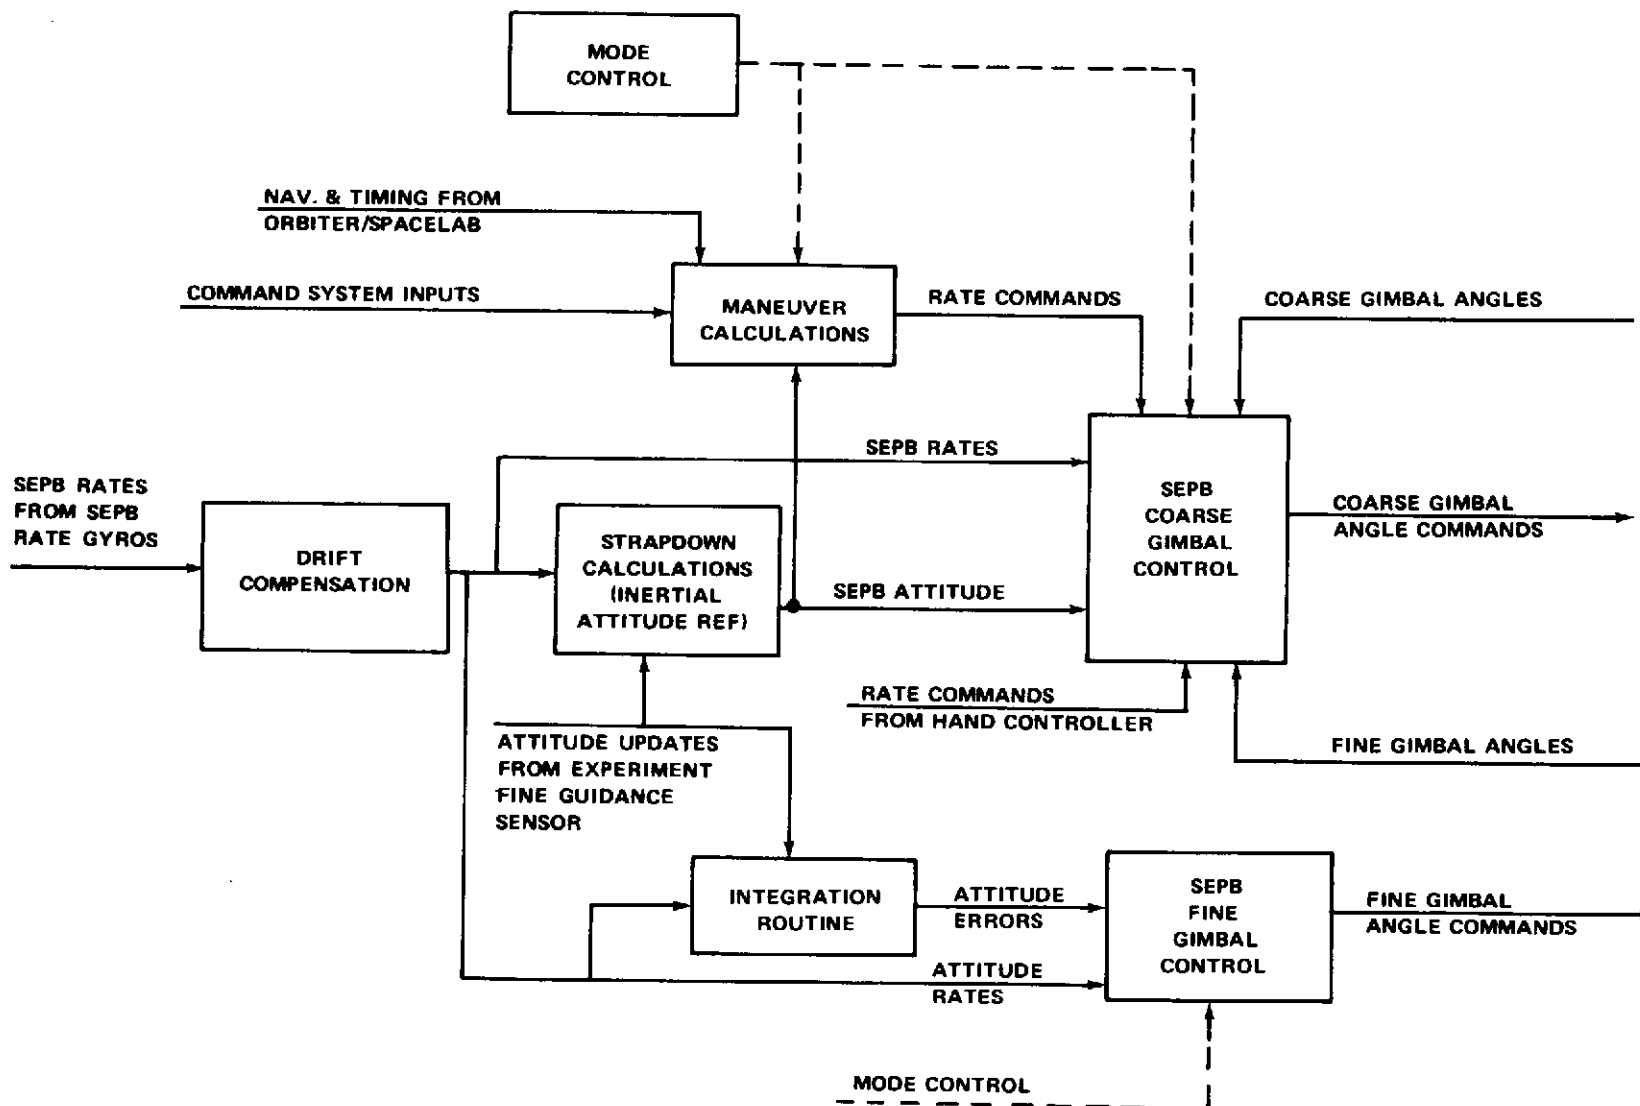 MODE
CONTROL
NAV. & TIMING FROM
ORBITER/SPACELAB
COMMAND SYSTEM INPUTS
MANEUVER
CALCULATIONS
RATE COMMANDS
COARSE GIMBAL ANGLES
SEPB RATES
FROM SEPB
RATE GYROS
DRIFT
COMPENSATION
SEPB RATES
STRAPDOWN
CALCULATIONS
(INERTIAL
ATTITUDE REF)
SEPB ATTITUDE
SEPB
COARSE
GIMBAL
CONTROL
COARSE GIMBAL
ANGLE COMMANDS
RATE COMMANDS
FROM HAND CONTROLLER
FINE GIMBAL ANGLES
ATTITUDE UPDATES
FROM EXPERIMENT
FINE GUIDANCE
SENSOR
INTEGRATION
ROUTINE
ATTITUDE
ERRORS
ATTITUDE
RATES
SEPB
FINE
GIMBAL
CONTROL
FINE GIMBAL
ANGLE COMMANDS
MODE CONTROL